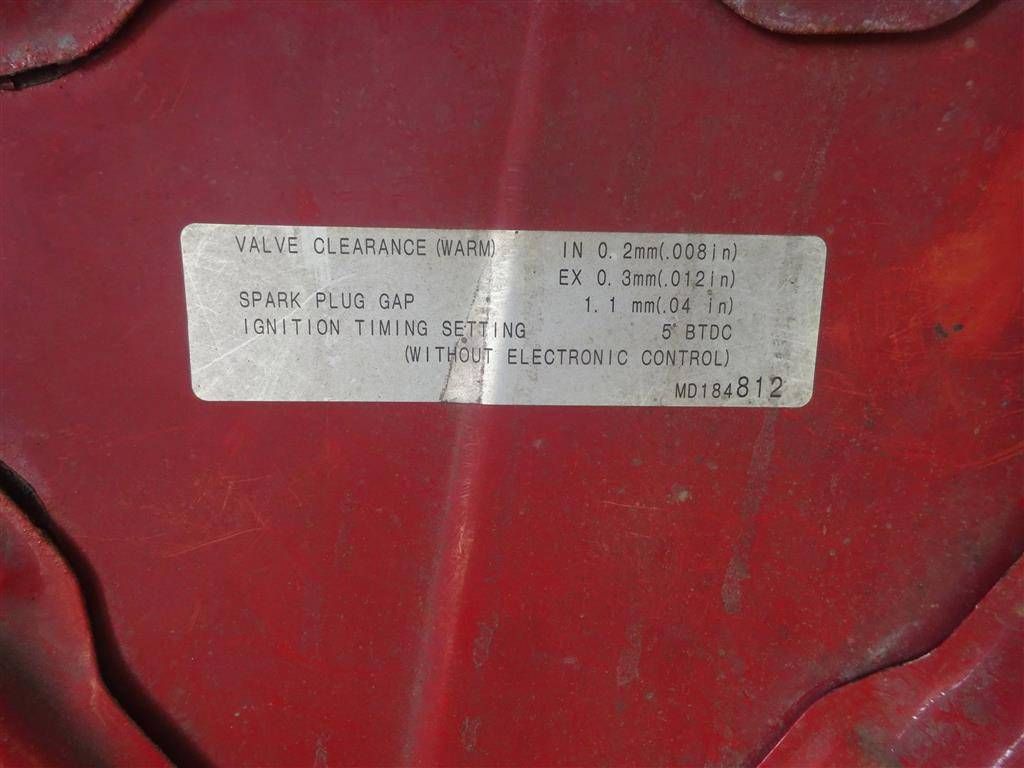 VALVE CLEARANCE (WARM) IN 0.2mm(.008in)
EX 0.3mm(.012in)
SPARK PLUG GAP 1.1 mm(.04 in)
IGNITION TIMING SETTING 5° BTDC
(WITHOUT ELECTRONIC CONTROL)
MD184812